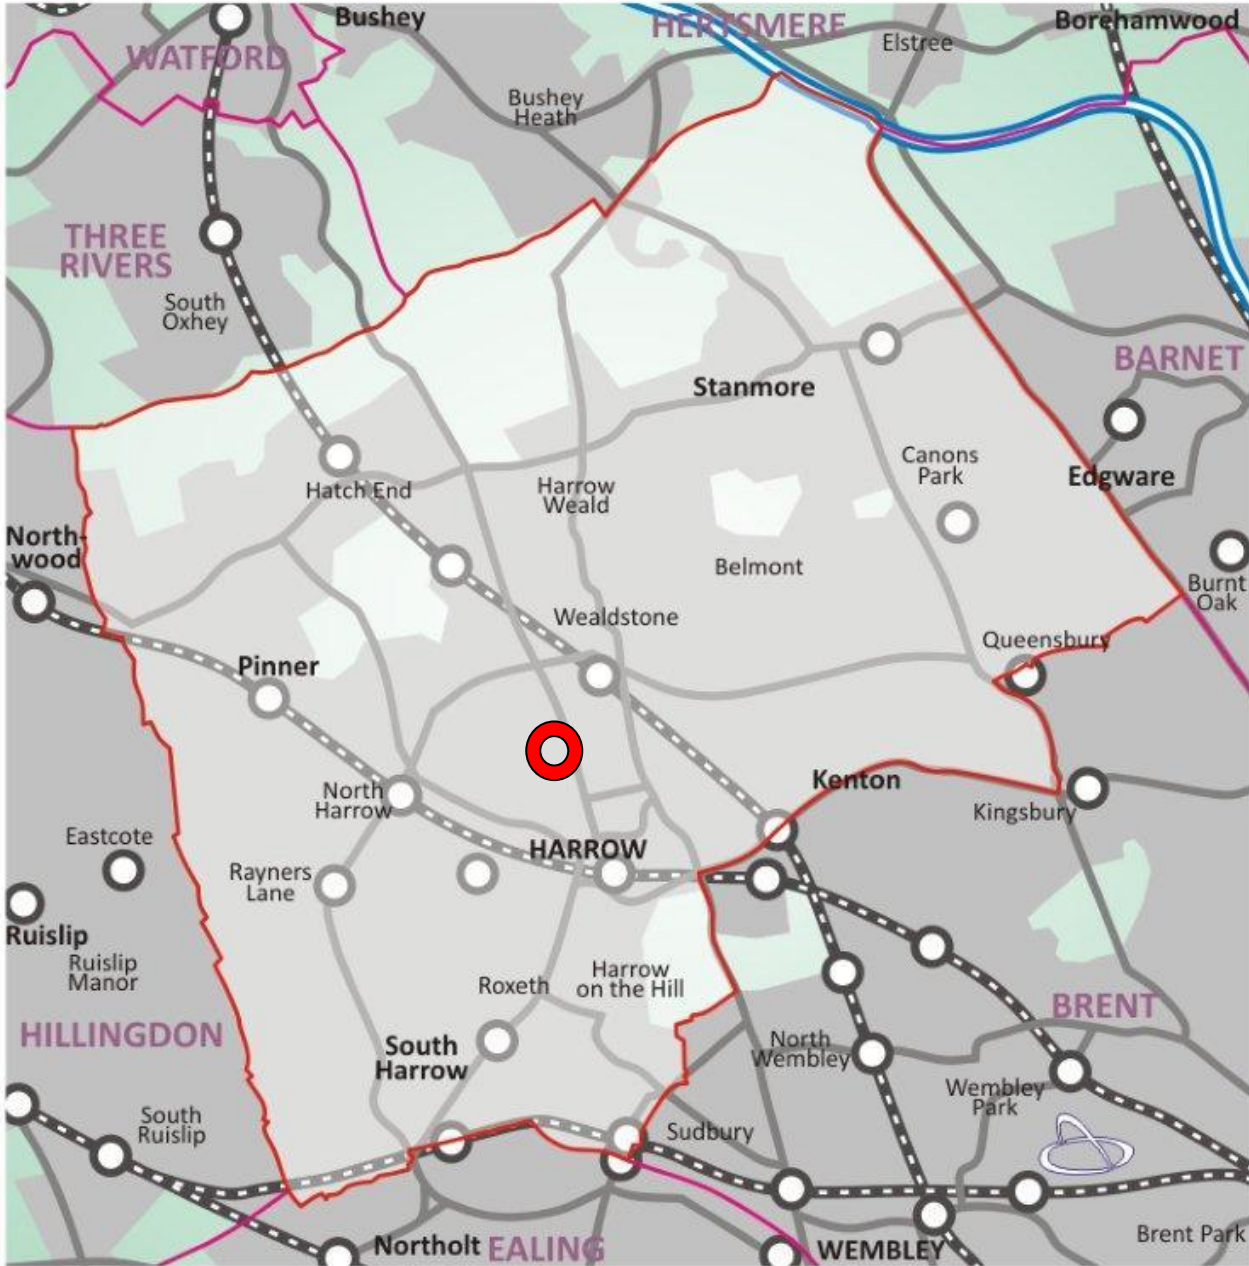 Bushey
HERTSMERE
Borehamwood
WATFORD
Elstree
Bushey
Heath
THREE
RIVERS
South
Oxhey
BARNET
Stanmore
Canons
Park
Edgware
Hatch End
Harrow
Weald
North-
wood
Belmont
Burnt
Oak
Wealdstone
Queensbury
Pinner
North
Harrow
Kenton
Kingsbury
Eastcote
HARROW
Rayners
Lane
Ruislip
Ruislip
Manor
Roxeth
Harrow
on the Hill
BRENT
HILLINGDON
South
Harrow
North
Wembley
Wembley
Park
South
Ruislip
Sudbury
Brent Park
Northolt
EALING
WEMBLEY